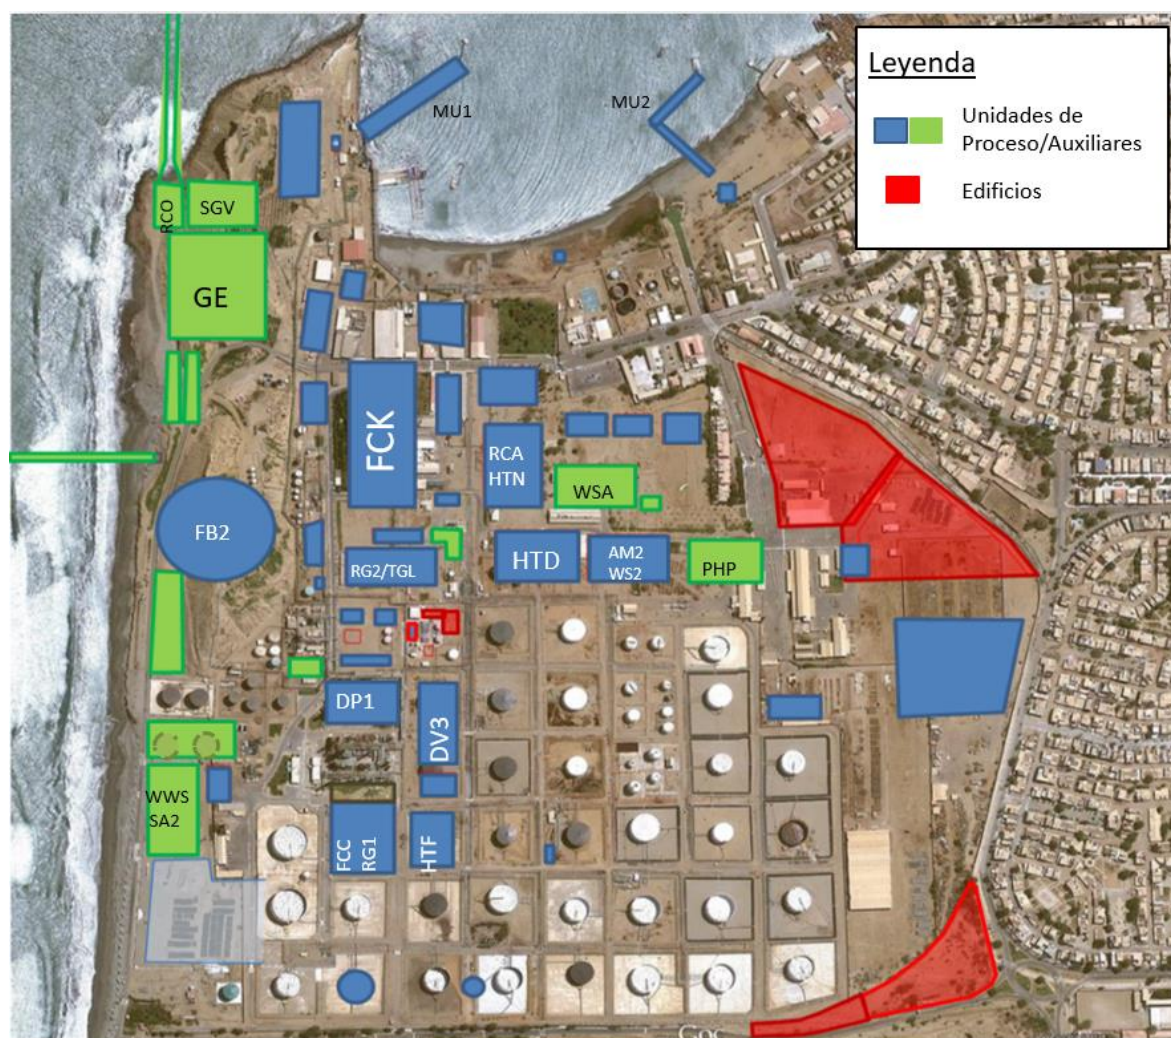 Leyenda
Unidades de
Proceso/Auxiliares
Edificios
MU1
MU2
RCO
SGV
GE
FCK
RCA
HTN
WSA
FB2
HTD
AM2
WS2
PHP
RG2/TGL
DP1
DV3
WWS
SA2
FCC
RG1
HTF
Goo